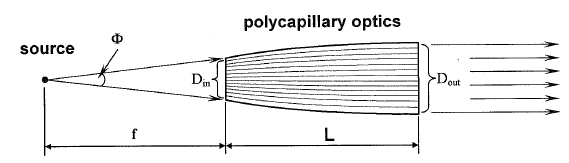 polycapillary optics
source
Φ
D_in
D_out
f
L